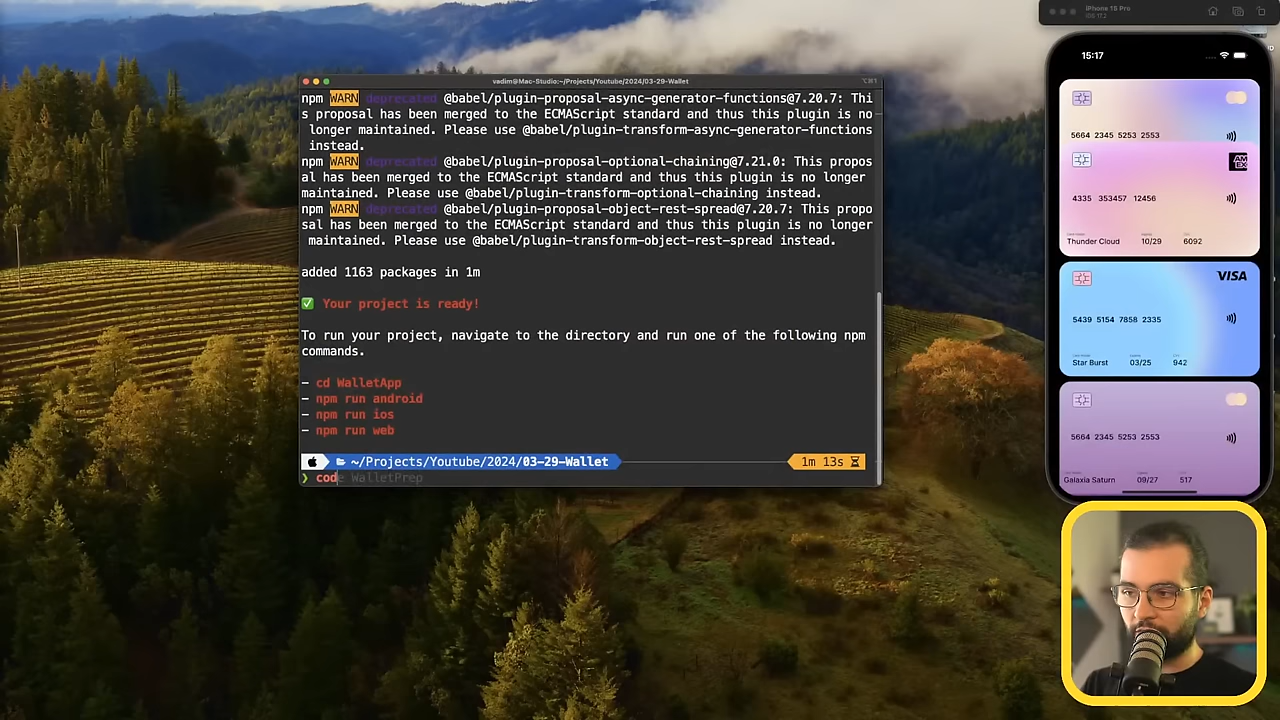 vadim@Mac-Studio:~/Projects/Youtube/2024/03-29-Wallet
npm WARN deprecated @babel/plugin-proposal-async-generator-functions@7.20.7: Thi
s proposal has been merged to the ECMAScript standard and thus this plugin is no
longer maintained. Please use @babel/plugin-transform-async-generator-functions
instead.
npm WARN deprecated @babel/plugin-proposal-optional-chaining@7.21.0: This propos
al has been merged to the ECMAScript standard and thus this plugin is no longer
maintained. Please use @babel/plugin-transform-optional-chaining instead.
npm WARN deprecated @babel/plugin-proposal-object-rest-spread@7.20.7: This propo
sal has been merged to the ECMAScript standard and thus this plugin is no longer
maintained. Please use @babel/plugin-transform-object-rest-spread instead.
added 1163 packages in 1m
✅ Your project is ready!
To run your project, navigate to the directory and run one of the following npm
commands.
- cd WalletApp
- npm run android
- npm run ios
- npm run web
~/Projects/Youtube/2024/03-29-Wallet 1m 13s
❯ code WalletPrep
iPhone 15 Pro
iOS 17.2
15:17
5664 2345 5253 2553
AM
EX
4335 353457 12456
Thunder Cloud 10/29 6092
VISA
5439 5154 7858 2335
Star Burst 03/25 942
5664 2345 5253 2553
Galaxia Saturn 09/27 517